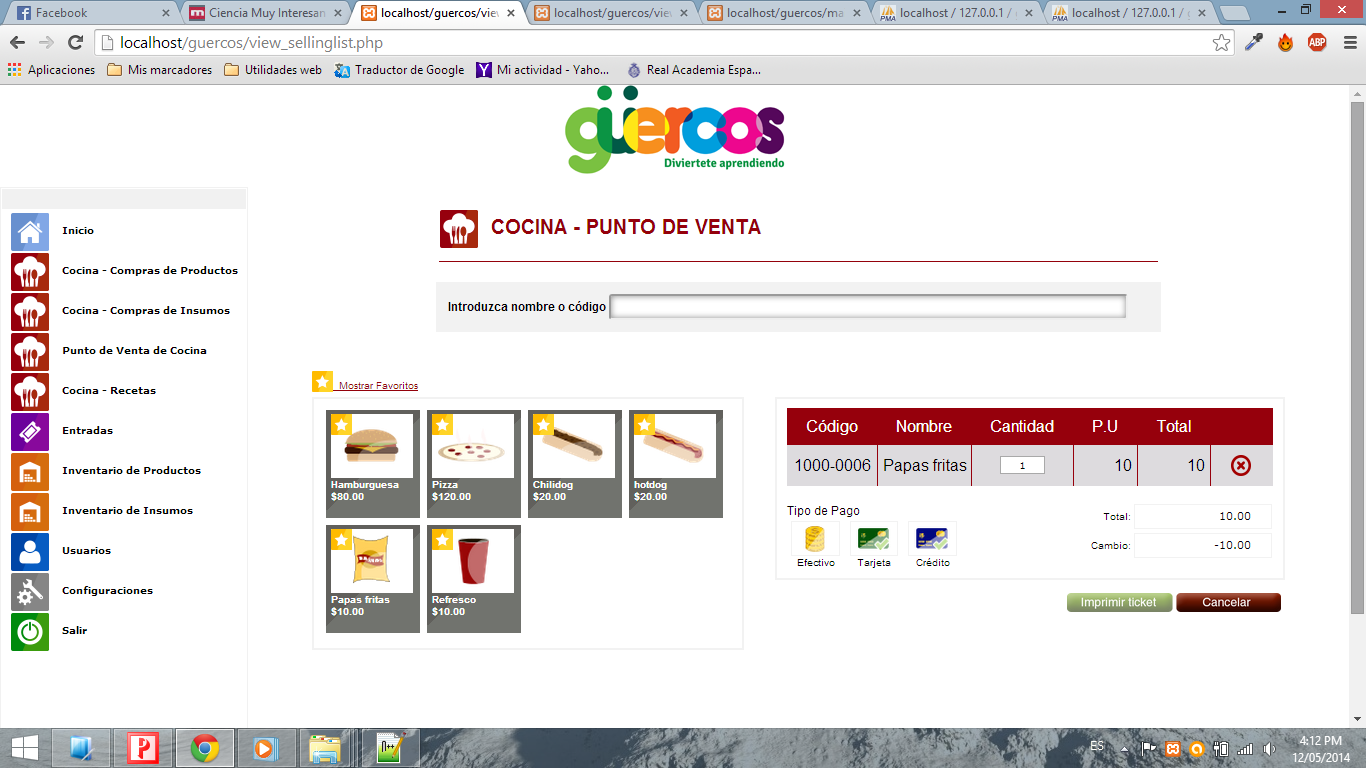 Facebook
Ciencia Muy Interesan
localhost/guercos/view
localhost/guercos/vie
localhost/guercos/ma
localhost / 127.0.0.1 /
localhost / 127.0.0.1 / g
localhost/guercos/view_sellinglist.php
ABP
Aplicaciones
Mis marcadores
Utilidades web
Traductor de Google
Mi actividad - Yaho...
Real Academia Espa...
güercos
Diviertete aprendiendo
COCINA - PUNTO DE VENTA
Introduzca nombre o código
Inicio
Cocina - Compras de Productos
Cocina - Compras de Insumos
Punto de Venta de Cocina
Cocina - Recetas
Entradas
Inventario de Productos
Inventario de Insumos
Usuarios
Configuraciones
Salir
Mostrar Favoritos
Hamburguesa
$80.00
Pizza
$120.00
Chilidog
$20.00
hotdog
$20.00
Papas fritas
$10.00
Refresco
$10.00
Código Nombre Cantidad P.U Total
1000-0006 Papas fritas 1 10 10
Tipo de Pago
Efectivo
Tarjeta
Crédito
Total: 10.00
Cambio: -10.00
Imprimir ticket
Cancelar
ES
4:12 PM
12/05/2014